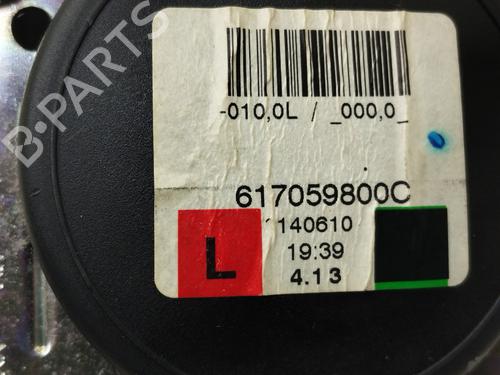 B-PARTS
-010,0L / _000,0_
617059800C
140610
19:39
4.13
L